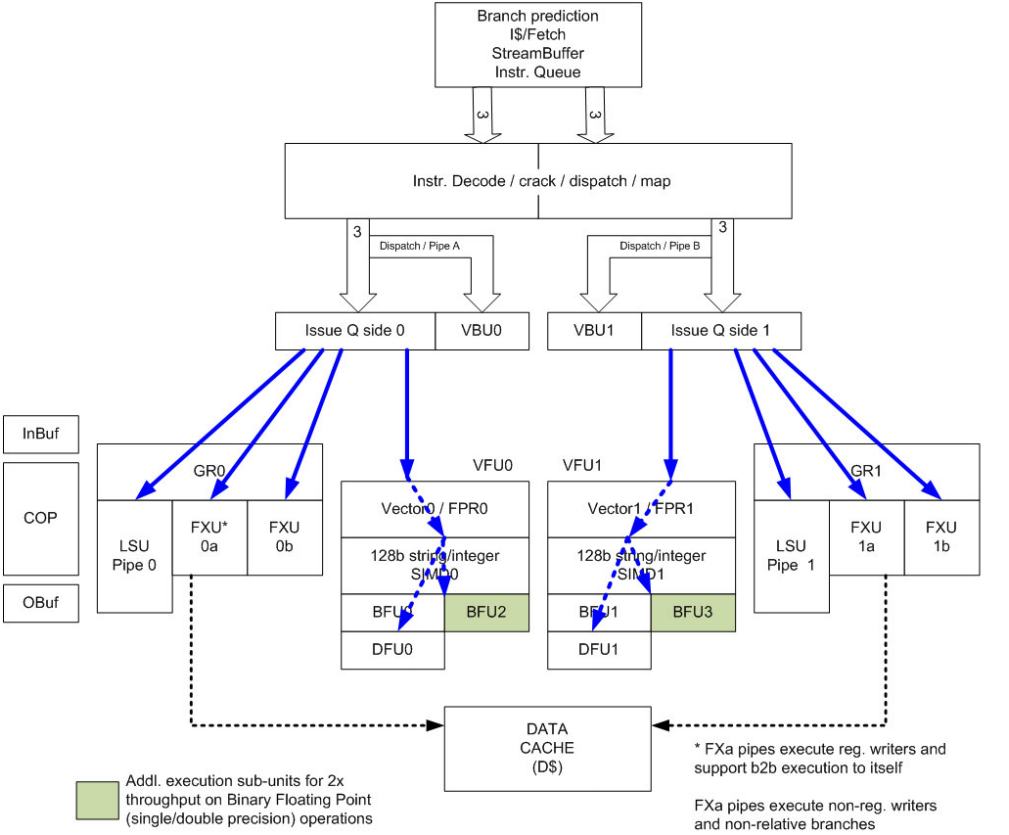 Branch prediction
I$/Fetch
StreamBuffer
Instr. Queue
3
3
Instr. Decode / crack / dispatch / map
3
Dispatch / Pipe A
Dispatch / Pipe B
3
Issue Q side 0
VBU0
VBU1
Issue Q side 1
InBuf
COP
OBuf
GR0
LSU
Pipe 0
FXU*
0a
FXU
0b
VFU0
Vector0 / FPR0
128b string/integer
SIMD0
BFU0
BFU2
DFU0
VFU1
Vector1 / FPR1
128b string/integer
SIMD1
BFU1
BFU3
DFU1
GR1
LSU
Pipe 1
FXU
1a
FXU
1b
DATA
CACHE
(D$)
Addl. execution sub-units for 2x
throughput on Binary Floating Point
(single/double precision) operations
* FXa pipes execute reg. writers and
support b2b execution to itself
FXa pipes execute non-reg. writers
and non-relative branches